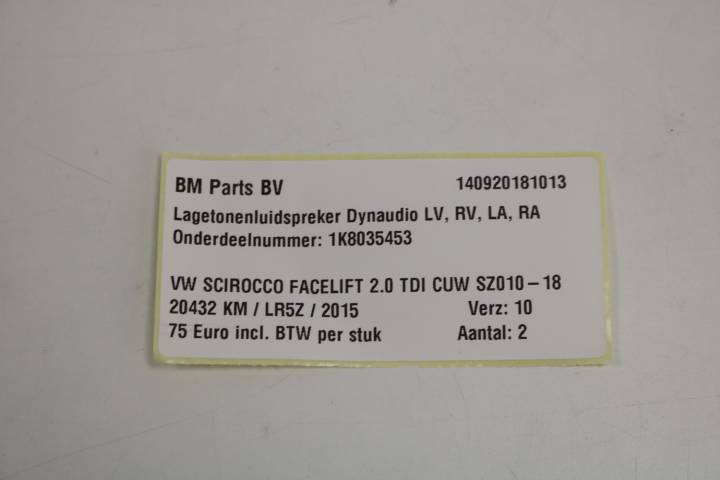 BM Parts BV 140920181013
Lagetonenluidspreker Dynaudio LV, RV, LA, RA
Onderdeelnummer: 1K8035453
VW SCIROCCO FACELIFT 2.0 TDI CUW SZ010-18
20432 KM / LR5Z / 2015 Verz: 10
75 Euro incl. BTW per stuk Aantal: 2